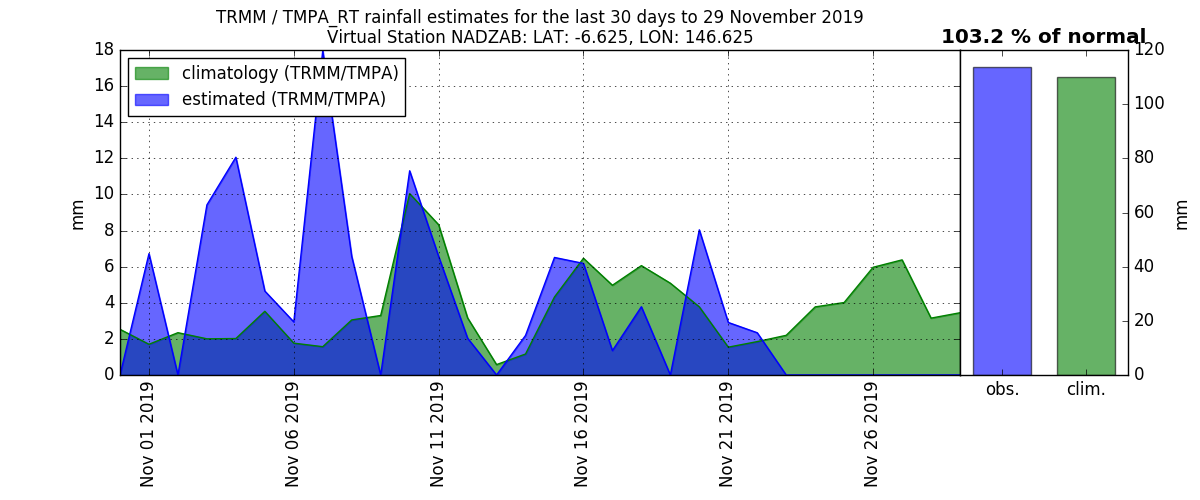 TRMM / TMPA_RT rainfall estimates for the last 30 days to 29 November 2019
Virtual Station NADZAB: LAT: -6.625, LON: 146.625
103.2 % of normal
climatology (TRMM/TMPA)
estimated (TRMM/TMPA)
18
16
14
12
10
8
6
4
2
0
mm
Nov 01 2019
Nov 06 2019
Nov 11 2019
Nov 16 2019
Nov 21 2019
Nov 26 2019
obs.
clim.
120
100
80
60
40
20
0
mm